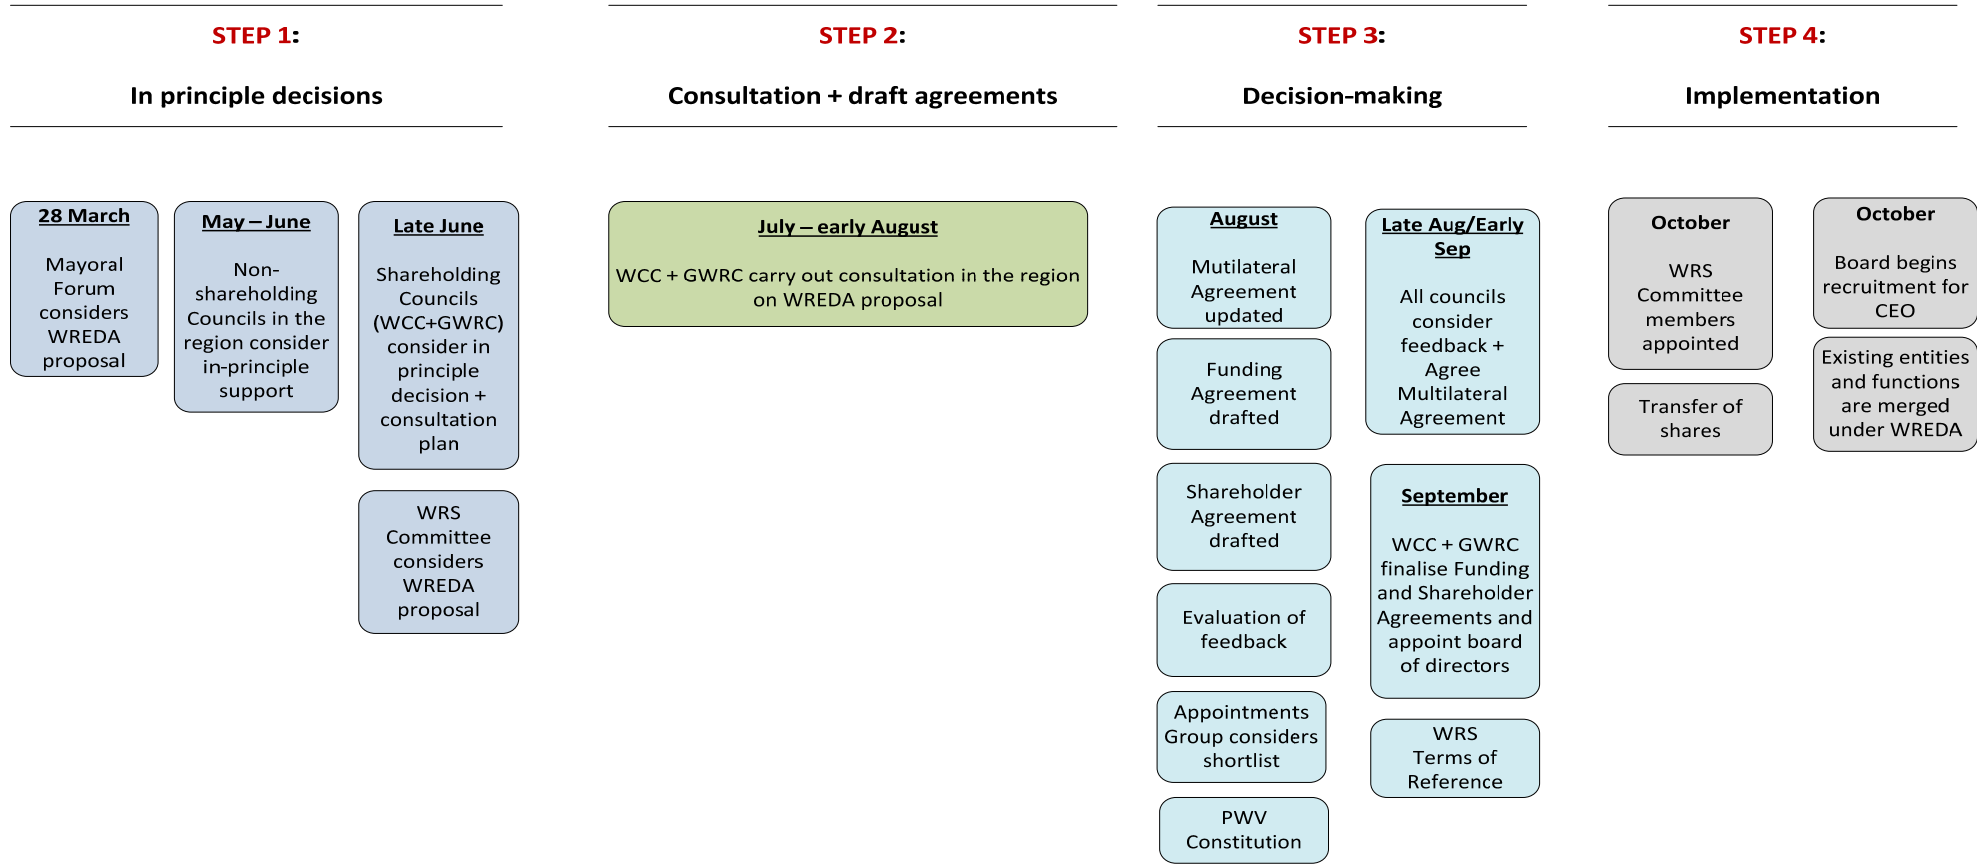 STEP 1:
In principle decisions
28 March
Mayoral
Forum
considers
WREDA
proposal
May – June
Non-
shareholding
Councils in the
region consider
in-principle
support
Late June
Shareholding
Councils
(WCC+GWRC)
consider in
principle
decision +
consultation
plan
WRS
Committee
considers
WREDA
proposal
STEP 2:
Consultation + draft agreements
July – early August
WCC + GWRC carry out consultation in the region
on WREDA proposal
STEP 3:
Decision-making
August
Mutilateral
Agreement
updated
Funding
Agreement
drafted
Shareholder
Agreement
drafted
Evaluation of
feedback
Appointments
Group considers
shortlist
PWV
Constitution
Late Aug/Early
Sep
All councils
consider
feedback +
Agree
Multilateral
Agreement
September
WCC + GWRC
finalise Funding
and Shareholder
Agreements and
appoint board
of directors
WRS
Terms of
Reference
STEP 4:
Implementation
October
WRS
Committee
members
appointed
Transfer of
shares
October
Board begins
recruitment for
CEO
Existing entities
and functions
are merged
under WREDA